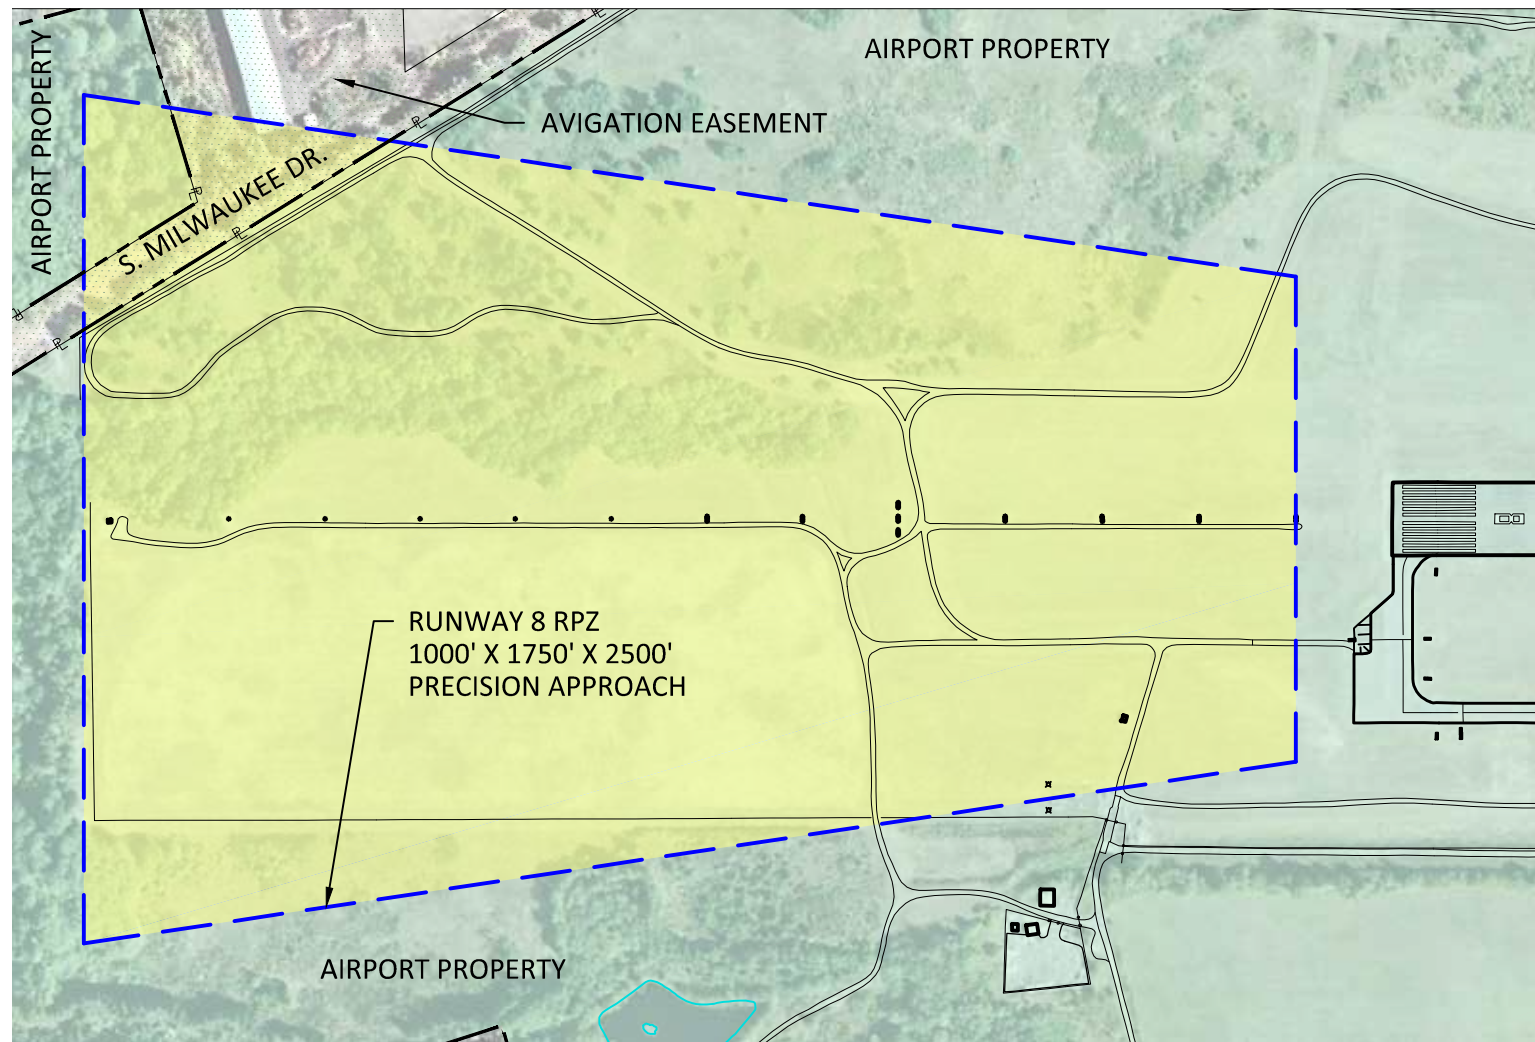 AIRPORT PROPERTY
AIRPORT PROPERTY
AVIGATION EASEMENT
S. MILWAUKEE DR.
RUNWAY 8 RPZ
1000' X 1750' X 2500'
PRECISION APPROACH
AIRPORT PROPERTY